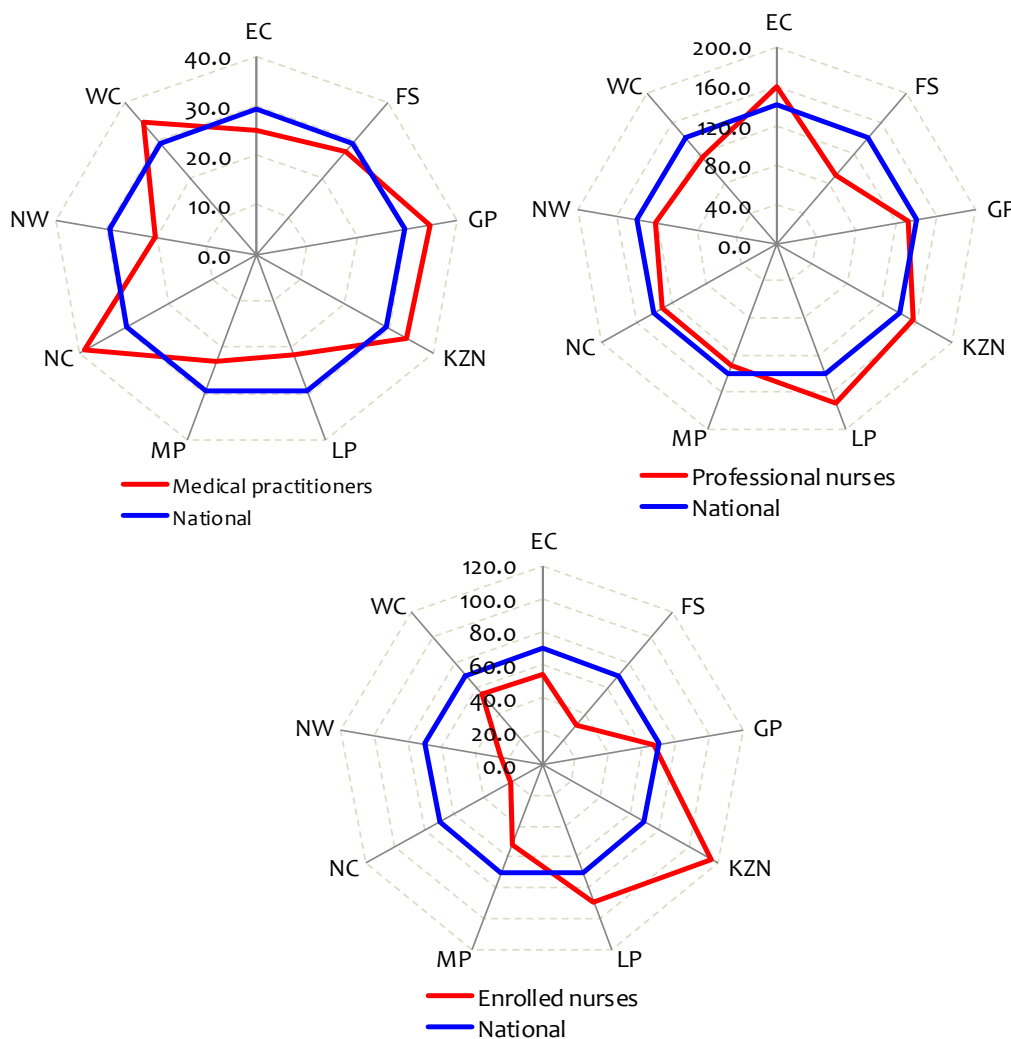 EC
40.0
30.0
20.0
10.0
0.0
FS
GP
KZN
LP
MP
NC
NW
WC
Medical practitioners
National
EC
200.0
160.0
120.0
80.0
40.0
0.0
FS
GP
KZN
LP
MP
NC
NW
WC
Professional nurses
National
EC
120.0
100.0
80.0
60.0
40.0
20.0
0.0
FS
GP
KZN
LP
MP
NC
NW
WC
Enrolled nurses
National